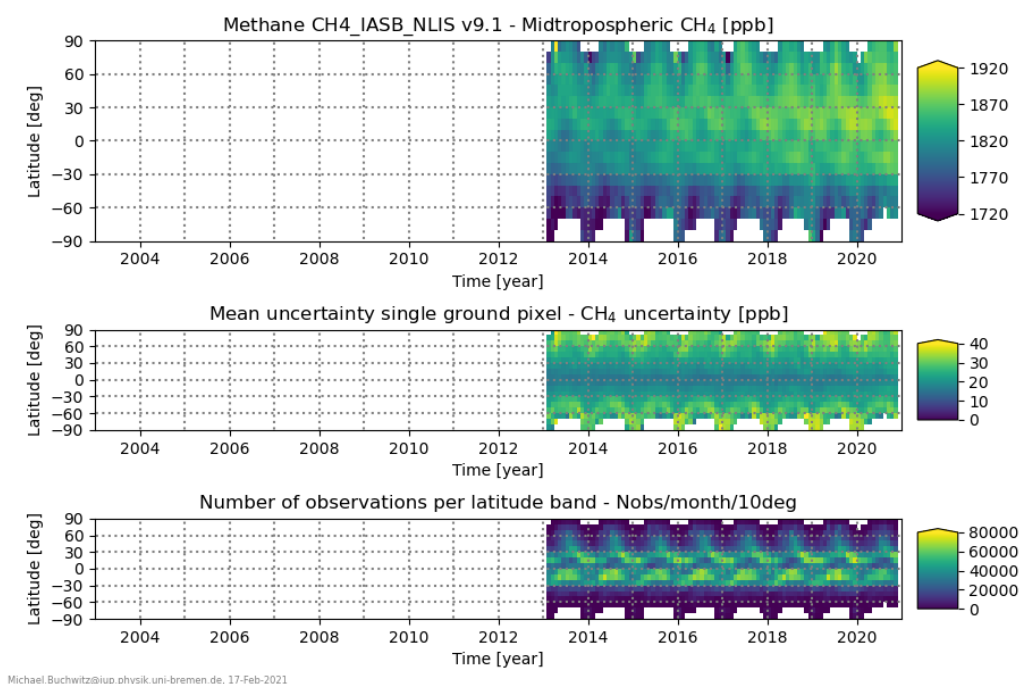 Methane CH4_IASB_NLIS v9.1 - Midtropospheric CH₄ [ppb]
90
60
30
0
−30
−60
−90
Latitude [deg]
2004 2006 2008 2010 2012 2014 2016 2018 2020
Time [year]
1920
1870
1820
1770
1720
Mean uncertainty single ground pixel - CH₄ uncertainty [ppb]
90
60
30
0
−30
−60
−90
Latitude [deg]
2004 2006 2008 2010 2012 2014 2016 2018 2020
Time [year]
40
30
20
10
0
Number of observations per latitude band - Nobs/month/10deg
90
60
30
0
−30
−60
−90
Latitude [deg]
2004 2006 2008 2010 2012 2014 2016 2018 2020
Time [year]
80000
60000
40000
20000
0
Michael.Buchwitz@iup.physik.uni-bremen.de, 17-Feb-2021